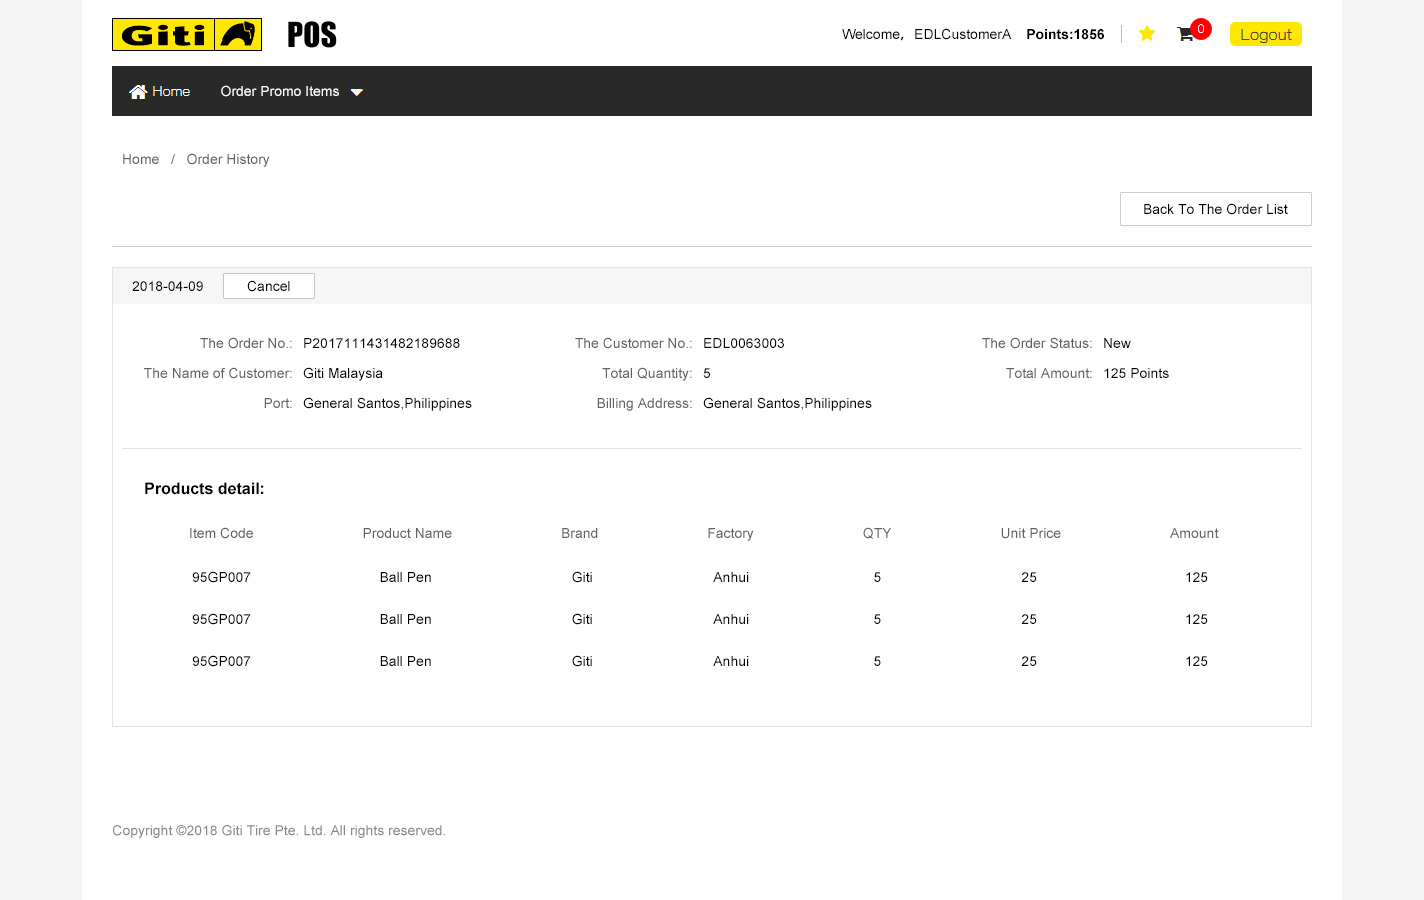 Giti POS Welcome, EDLCustomerA Points:1856 0 Logout
Home Order Promo Items
Home / Order History
Back To The Order List
2018-04-09 Cancel
The Order No.: P2017111431482189688 The Customer No.: EDL0063003 The Order Status: New
The Name of Customer: Giti Malaysia Total Quantity: 5 Total Amount: 125 Points
Port: General Santos,Philippines Billing Address: General Santos,Philippines
Products detail:
Item Code Product Name Brand Factory QTY Unit Price Amount
95GP007 Ball Pen Giti Anhui 5 25 125
95GP007 Ball Pen Giti Anhui 5 25 125
95GP007 Ball Pen Giti Anhui 5 25 125
Copyright ©2018 Giti Tire Pte. Ltd. All rights reserved.